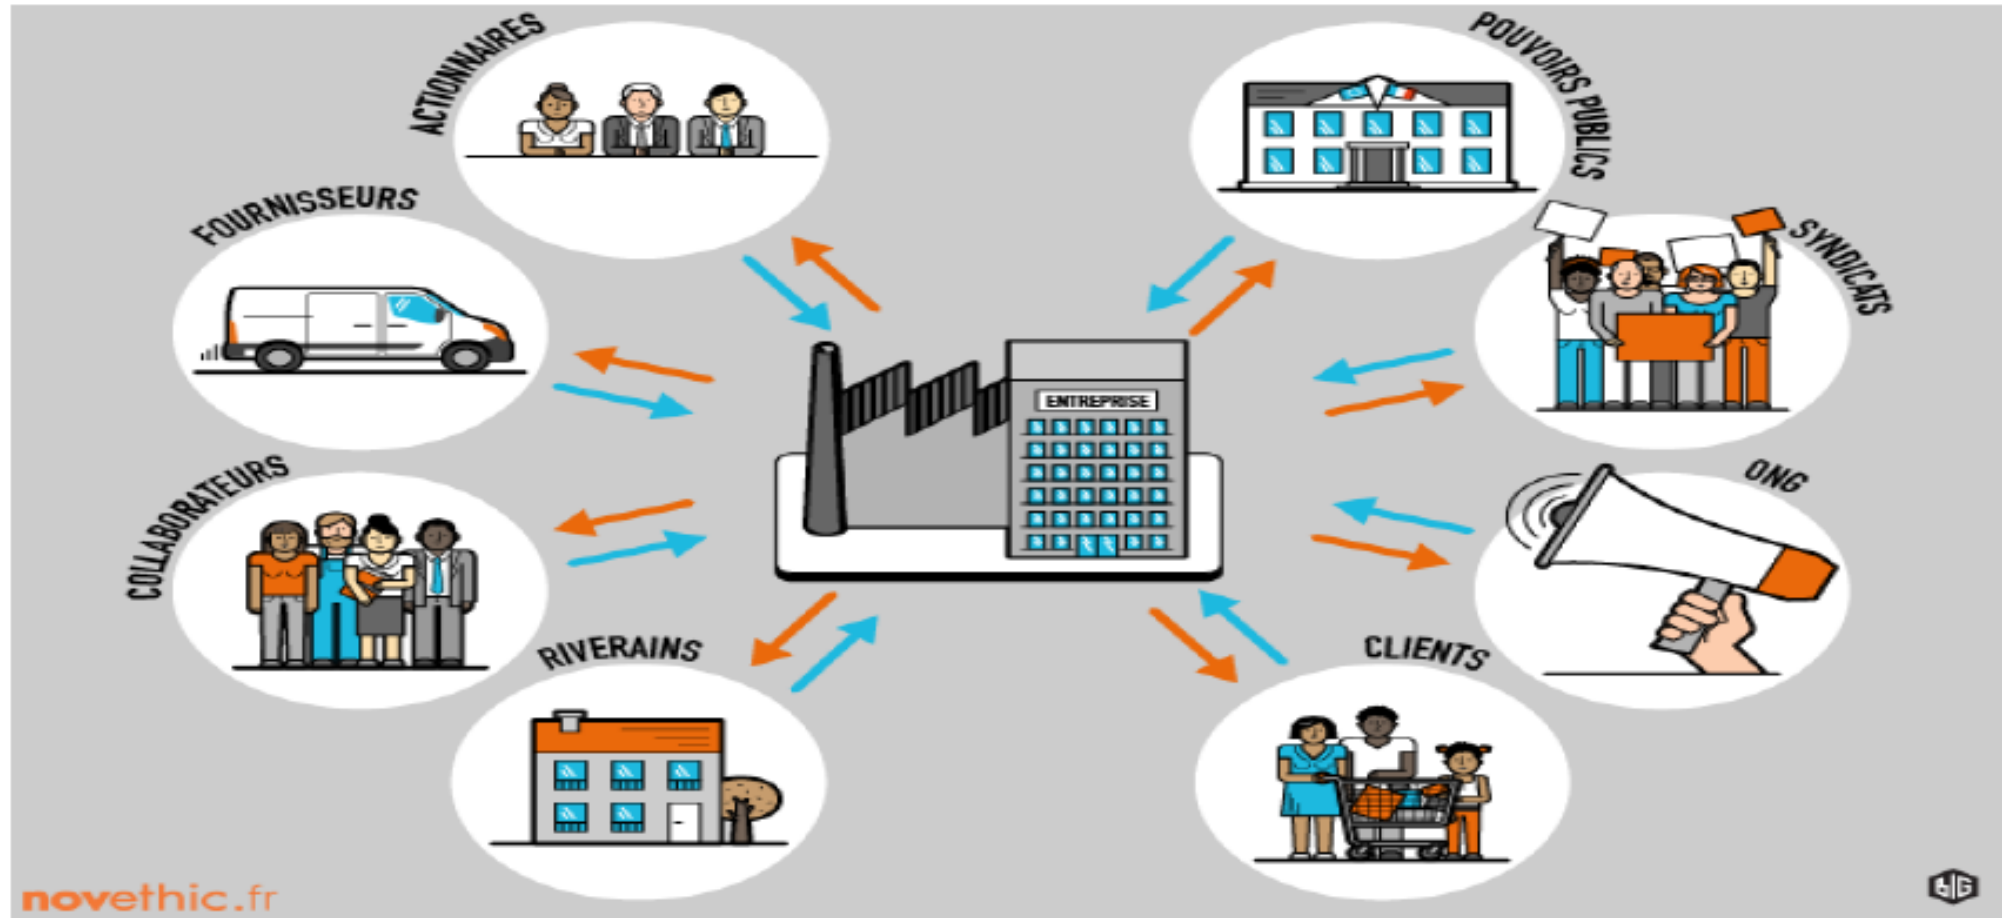 ACTIONNAIRES
POUVOIRS PUBLICS
FOURNISSEURS
SYNDICATS
ENTREPRISE
COLLABORATEURS
ONG
RIVERAINS
CLIENTS
novethic.fr